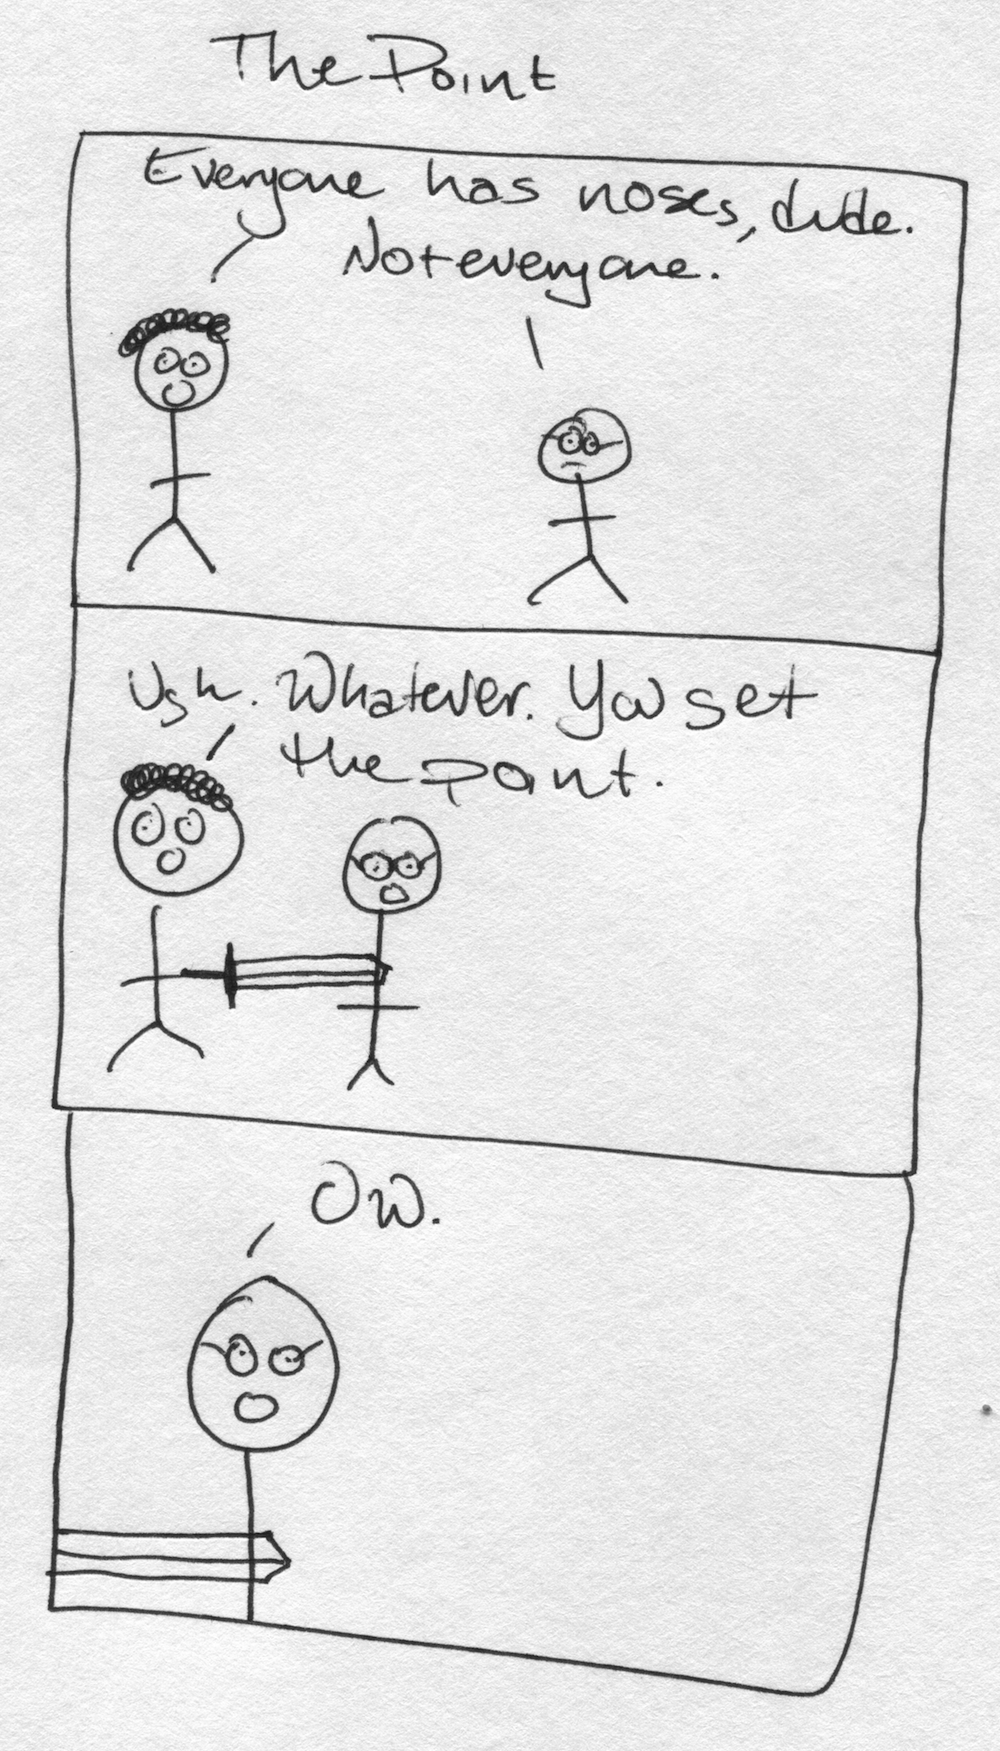 The Point
Everyone has noses, dude.
Not everyone.
Ugh. Whatever. You get
the point.
Ow.